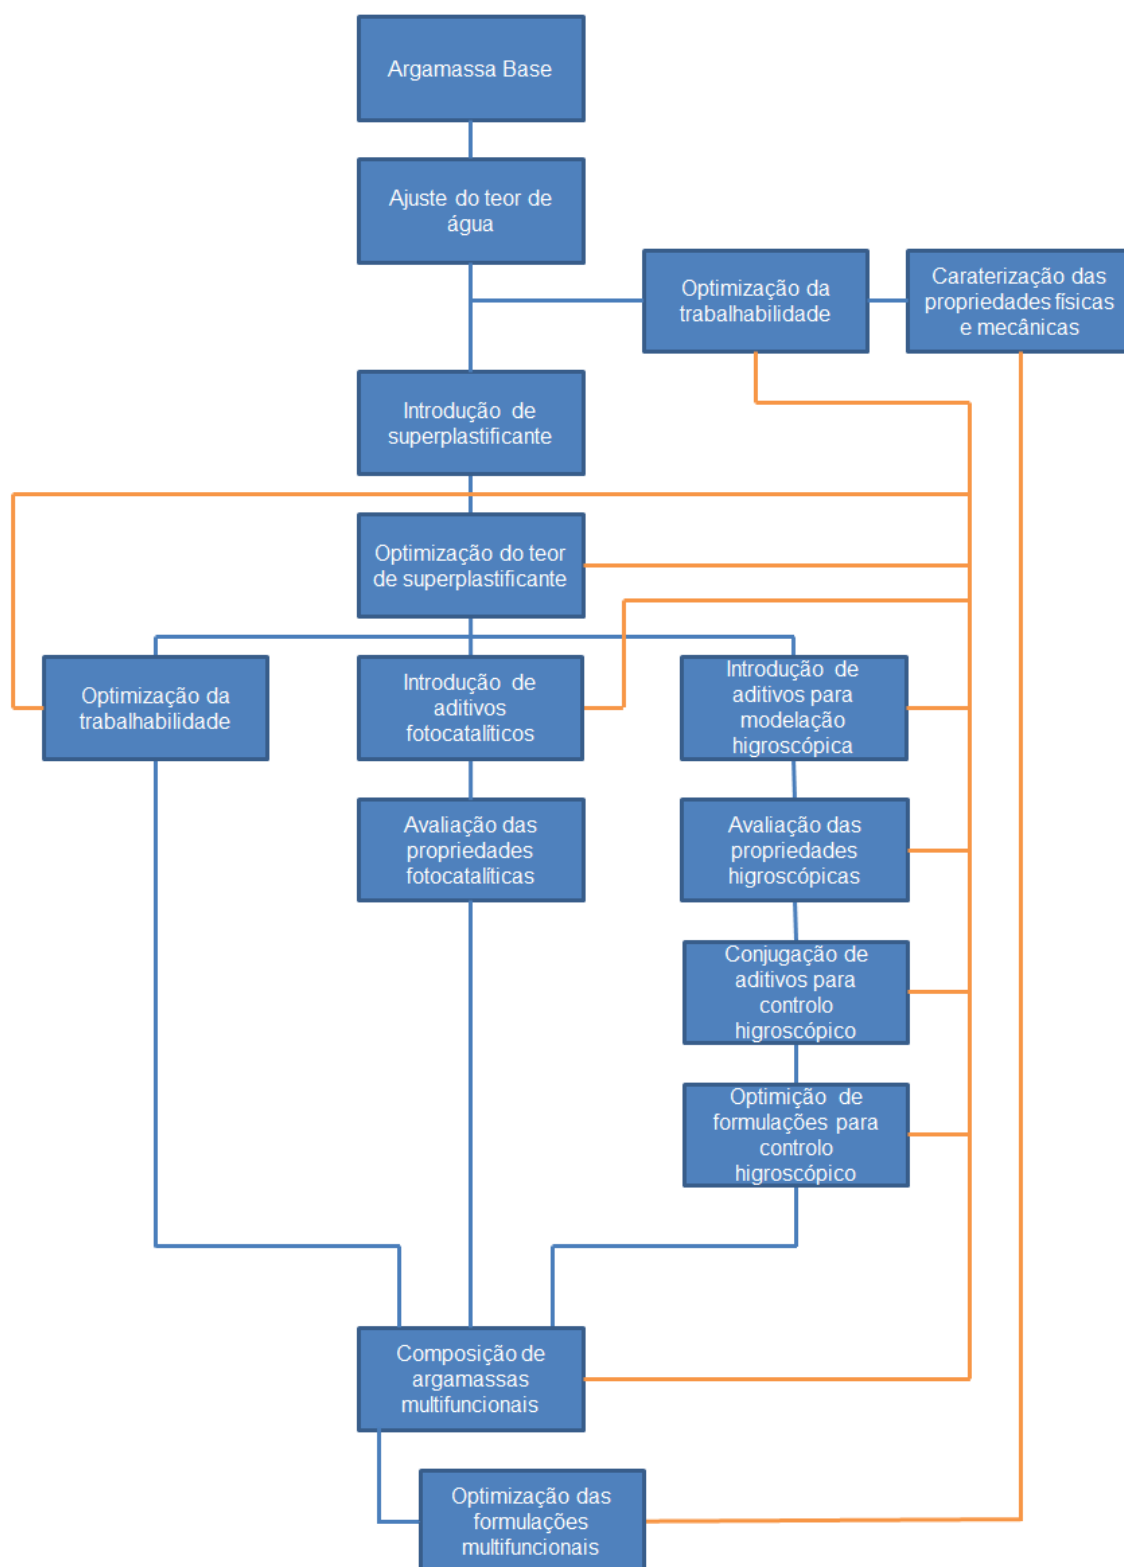 Argamassa Base
Ajuste do teor de
água
Optimização da
trabalhabilidade
Caraterização das
propriedades físicas
e mecânicas
Introdução de
superplastificante
Optimização do teor
de superplastificante
Optimização da
trabalhabilidade
Introdução de
aditivos
fotocatalíticos
Introdução de
aditivos para
modelação
higroscópica
Avaliação das
propriedades
fotocatalíticas
Avaliação das
propriedades
higroscópicas
Conjugação de
aditivos para
controlo
higroscópico
Optimição de
formulações para
controlo
higroscópico
Composição de
argamassas
multifuncionais
Optimização das
formulações
multifuncionais